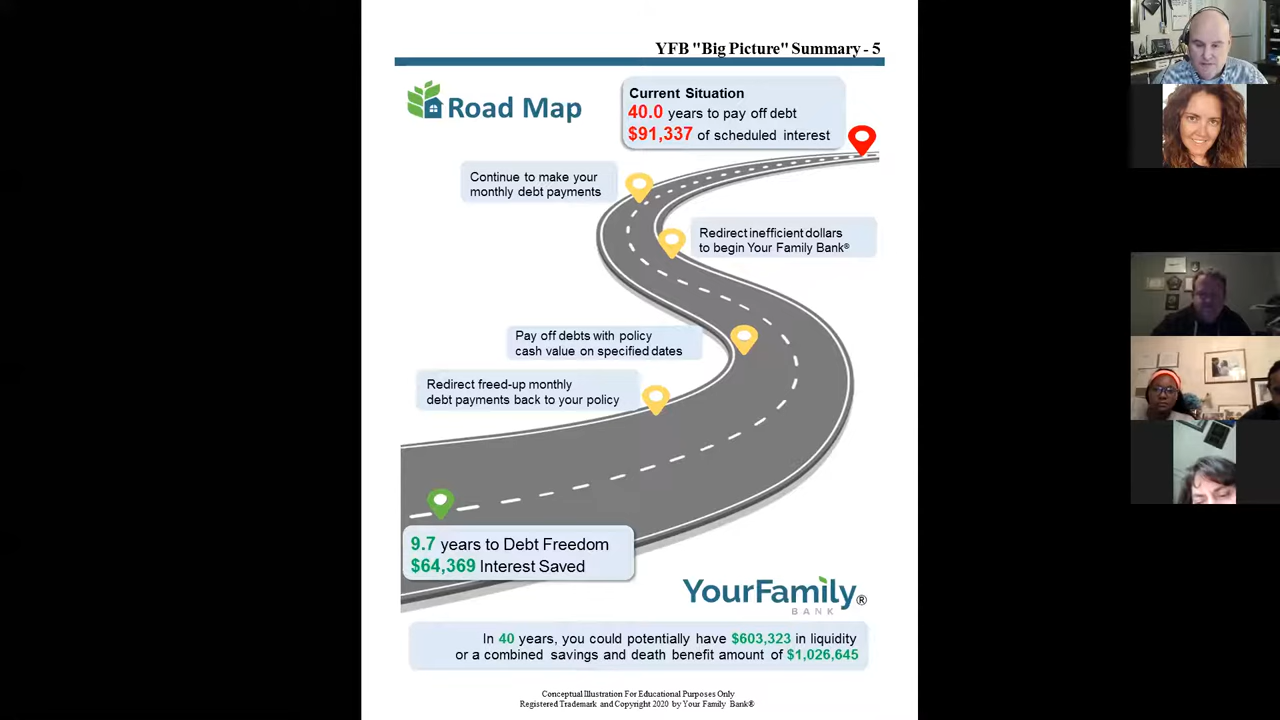 YFB "Big Picture" Summary - 5
Road Map
Current Situation
40.0 years to pay off debt
$91,337 of scheduled interest
Continue to make your
monthly debt payments
Redirect inefficient dollars
to begin Your Family Bank®
Pay off debts with policy
cash value on specified dates
Redirect freed-up monthly
debt payments back to your policy
9.7 years to Debt Freedom
$64,369 Interest Saved
YourFamily®
BANK
In 40 years, you could potentially have $603,323 in liquidity
or a combined savings and death benefit amount of $1,026,645
Conceptual Illustration For Educational Purposes Only
Registered Trademark and Copyright 2020 by Your Family Bank®